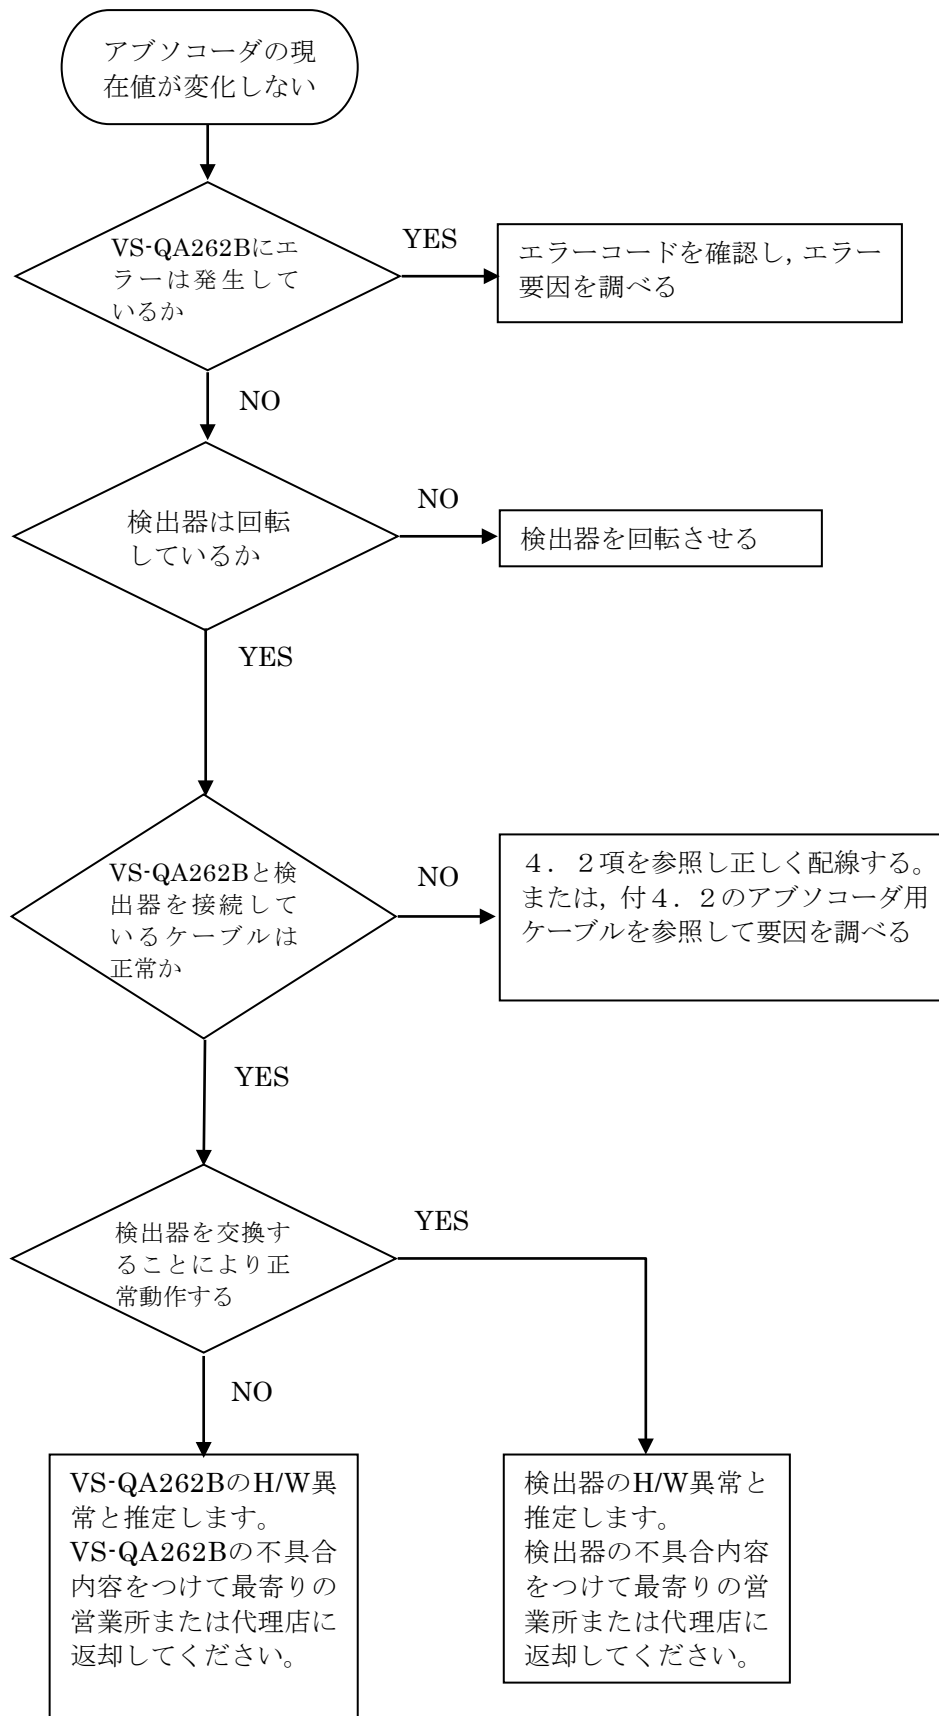 アブソコーダの現
在値が変化しない
VS-QA262Bにエ
ラーは発生して
いるか
YES
エラーコードを確認し，エラー
要因を調べる
NO
検出器は回転
しているか
NO
検出器を回転させる
YES
VS-QA262Bと検
出器を接続して
いるケーブルは
正常か
NO
４．２項を参照し正しく配線する。
または，付４．２のアブソコーダ用
ケーブルを参照して要因を調べる
YES
検出器を交換す
ることにより正
常動作する
YES
NO
VS-QA262BのH/W異
常と推定します。
VS-QA262Bの不具合
内容をつけて最寄りの
営業所または代理店に
返却してください。
検出器のH/W異常と
推定します。
検出器の不具合内容
をつけて最寄りの営
業所または代理店に
返却してください。